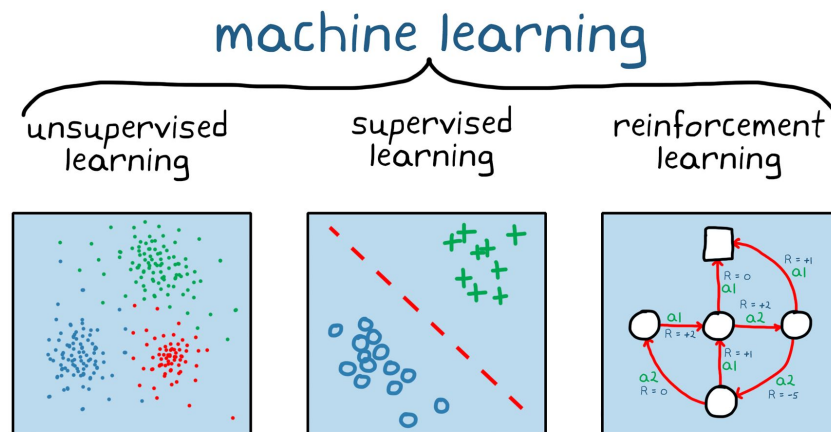 machine learning
unsupervised
learning
supervised
learning
reinforcement
learning
R = 0
a1
R = +1
a1
R = +2
a2
a1
R = +2
R = +1
a1
a2
R = 0
a2
R = -5